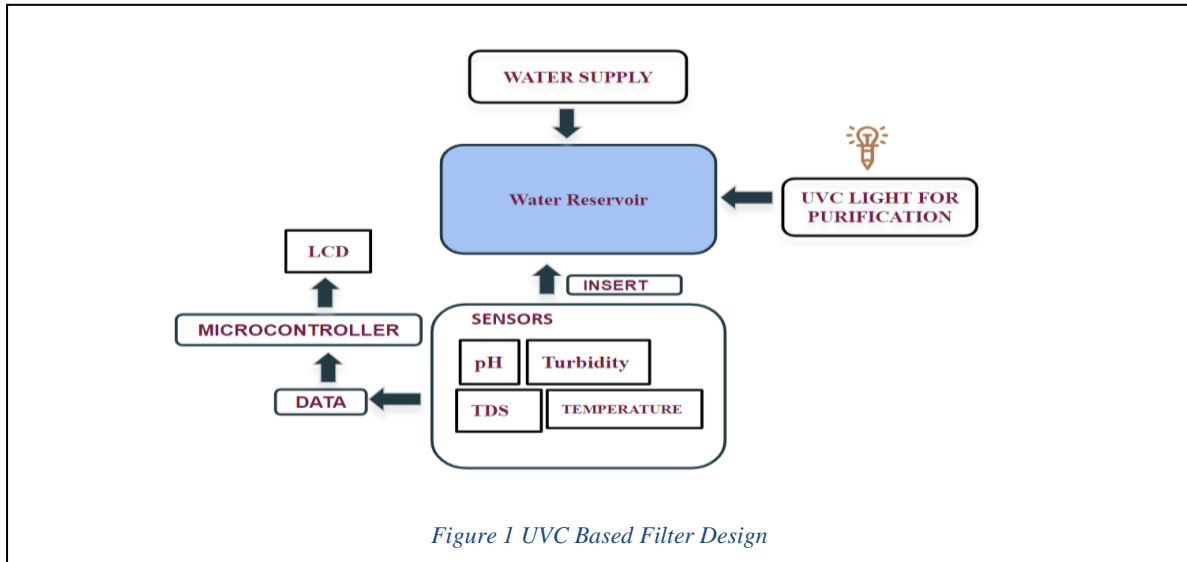 WATER SUPPLY
Water Reservoir
UVC LIGHT FOR
PURIFICATION
LCD
INSERT
MICROCONTROLLER
SENSORS
pH
Turbidity
DATA
TDS
TEMPERATURE
Figure 1 UVC Based Filter Design